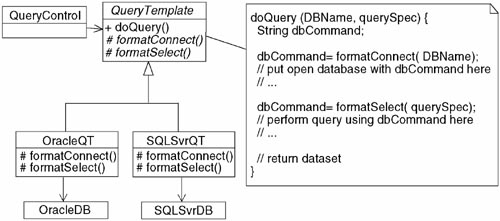 QueryControl
QueryTemplate
+ doQuery()
# formatConnect()
# formatSelect()
doQuery (DBName, querySpec) {
String dbCommand;
dbCommand= formatConnect( DBName);
// put open database with dbCommand here
// ...
dbCommand= formatSelect( querySpec);
// perform query using dbCommand here
// ...
// return dataset
}
OracleQT
# formatConnect()
# formatSelect()
SQLSvrQT
# formatConnect()
# formatSelect()
OracleDB
SQLSvrDB